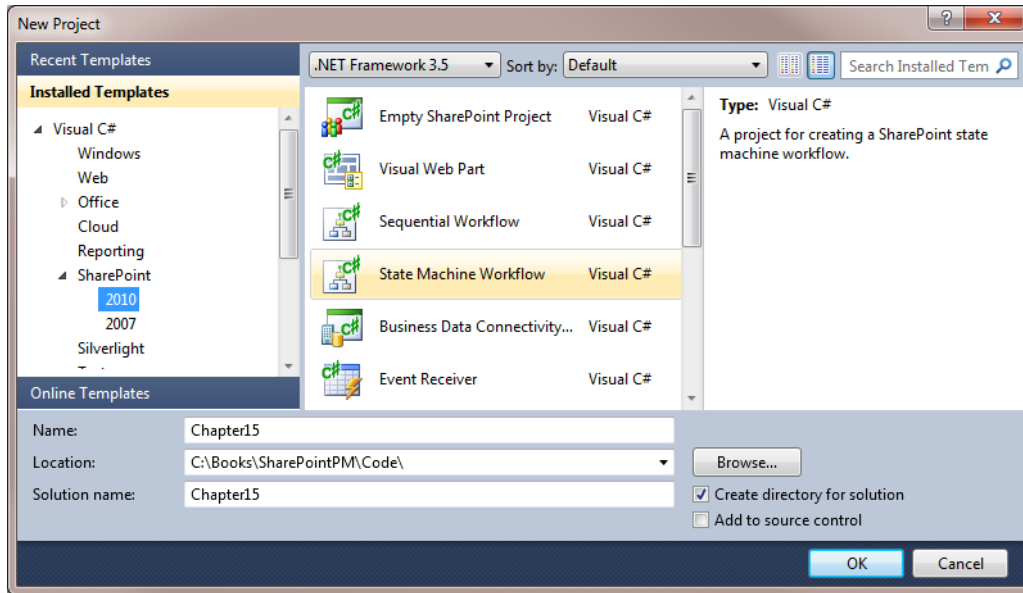 New Project
Recent Templates
Installed Templates
Visual C#
Windows
Web
Office
Cloud
Reporting
SharePoint
2010
2007
Silverlight
Online Templates
.NET Framework 3.5 Sort by: Default Search Installed Tem
Empty SharePoint Project Visual C#
Visual Web Part Visual C#
Sequential Workflow Visual C#
State Machine Workflow Visual C#
Business Data Connectivity... Visual C#
Event Receiver Visual C#
Type: Visual C#
A project for creating a SharePoint state
machine workflow.
Name: Chapter15
Location: C:\Books\SharePointPM\Code\ Browse...
Solution name: Chapter15
Create directory for solution
Add to source control
OK Cancel